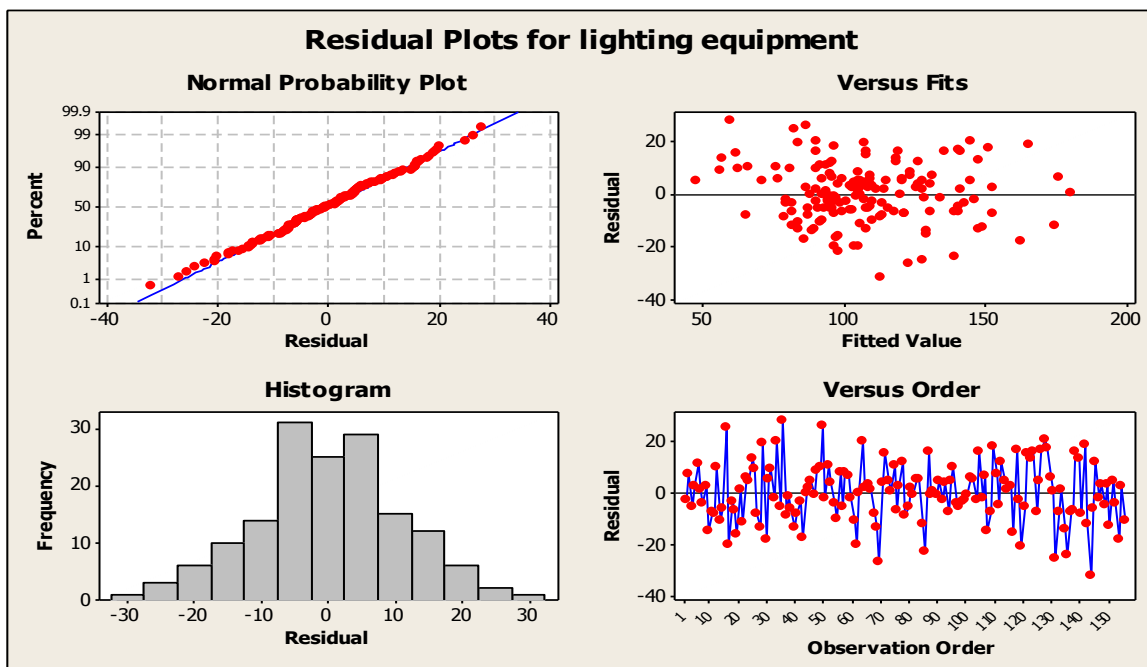 Residual Plots for lighting equipment
Normal Probability Plot
99.9
99
90
50
10
1
0.1
Percent
-40 -20 0 20 40
Residual
Versus Fits
20
0
-20
-40
Residual
50 100 150 200
Fitted Value
Histogram
30
20
10
0
Frequency
-30 -20 -10 0 10 20 30
Residual
Versus Order
20
0
-20
-40
Residual
1 10 20 30 40 50 60 70 80 90 100 110 120 130 140 150
Observation Order